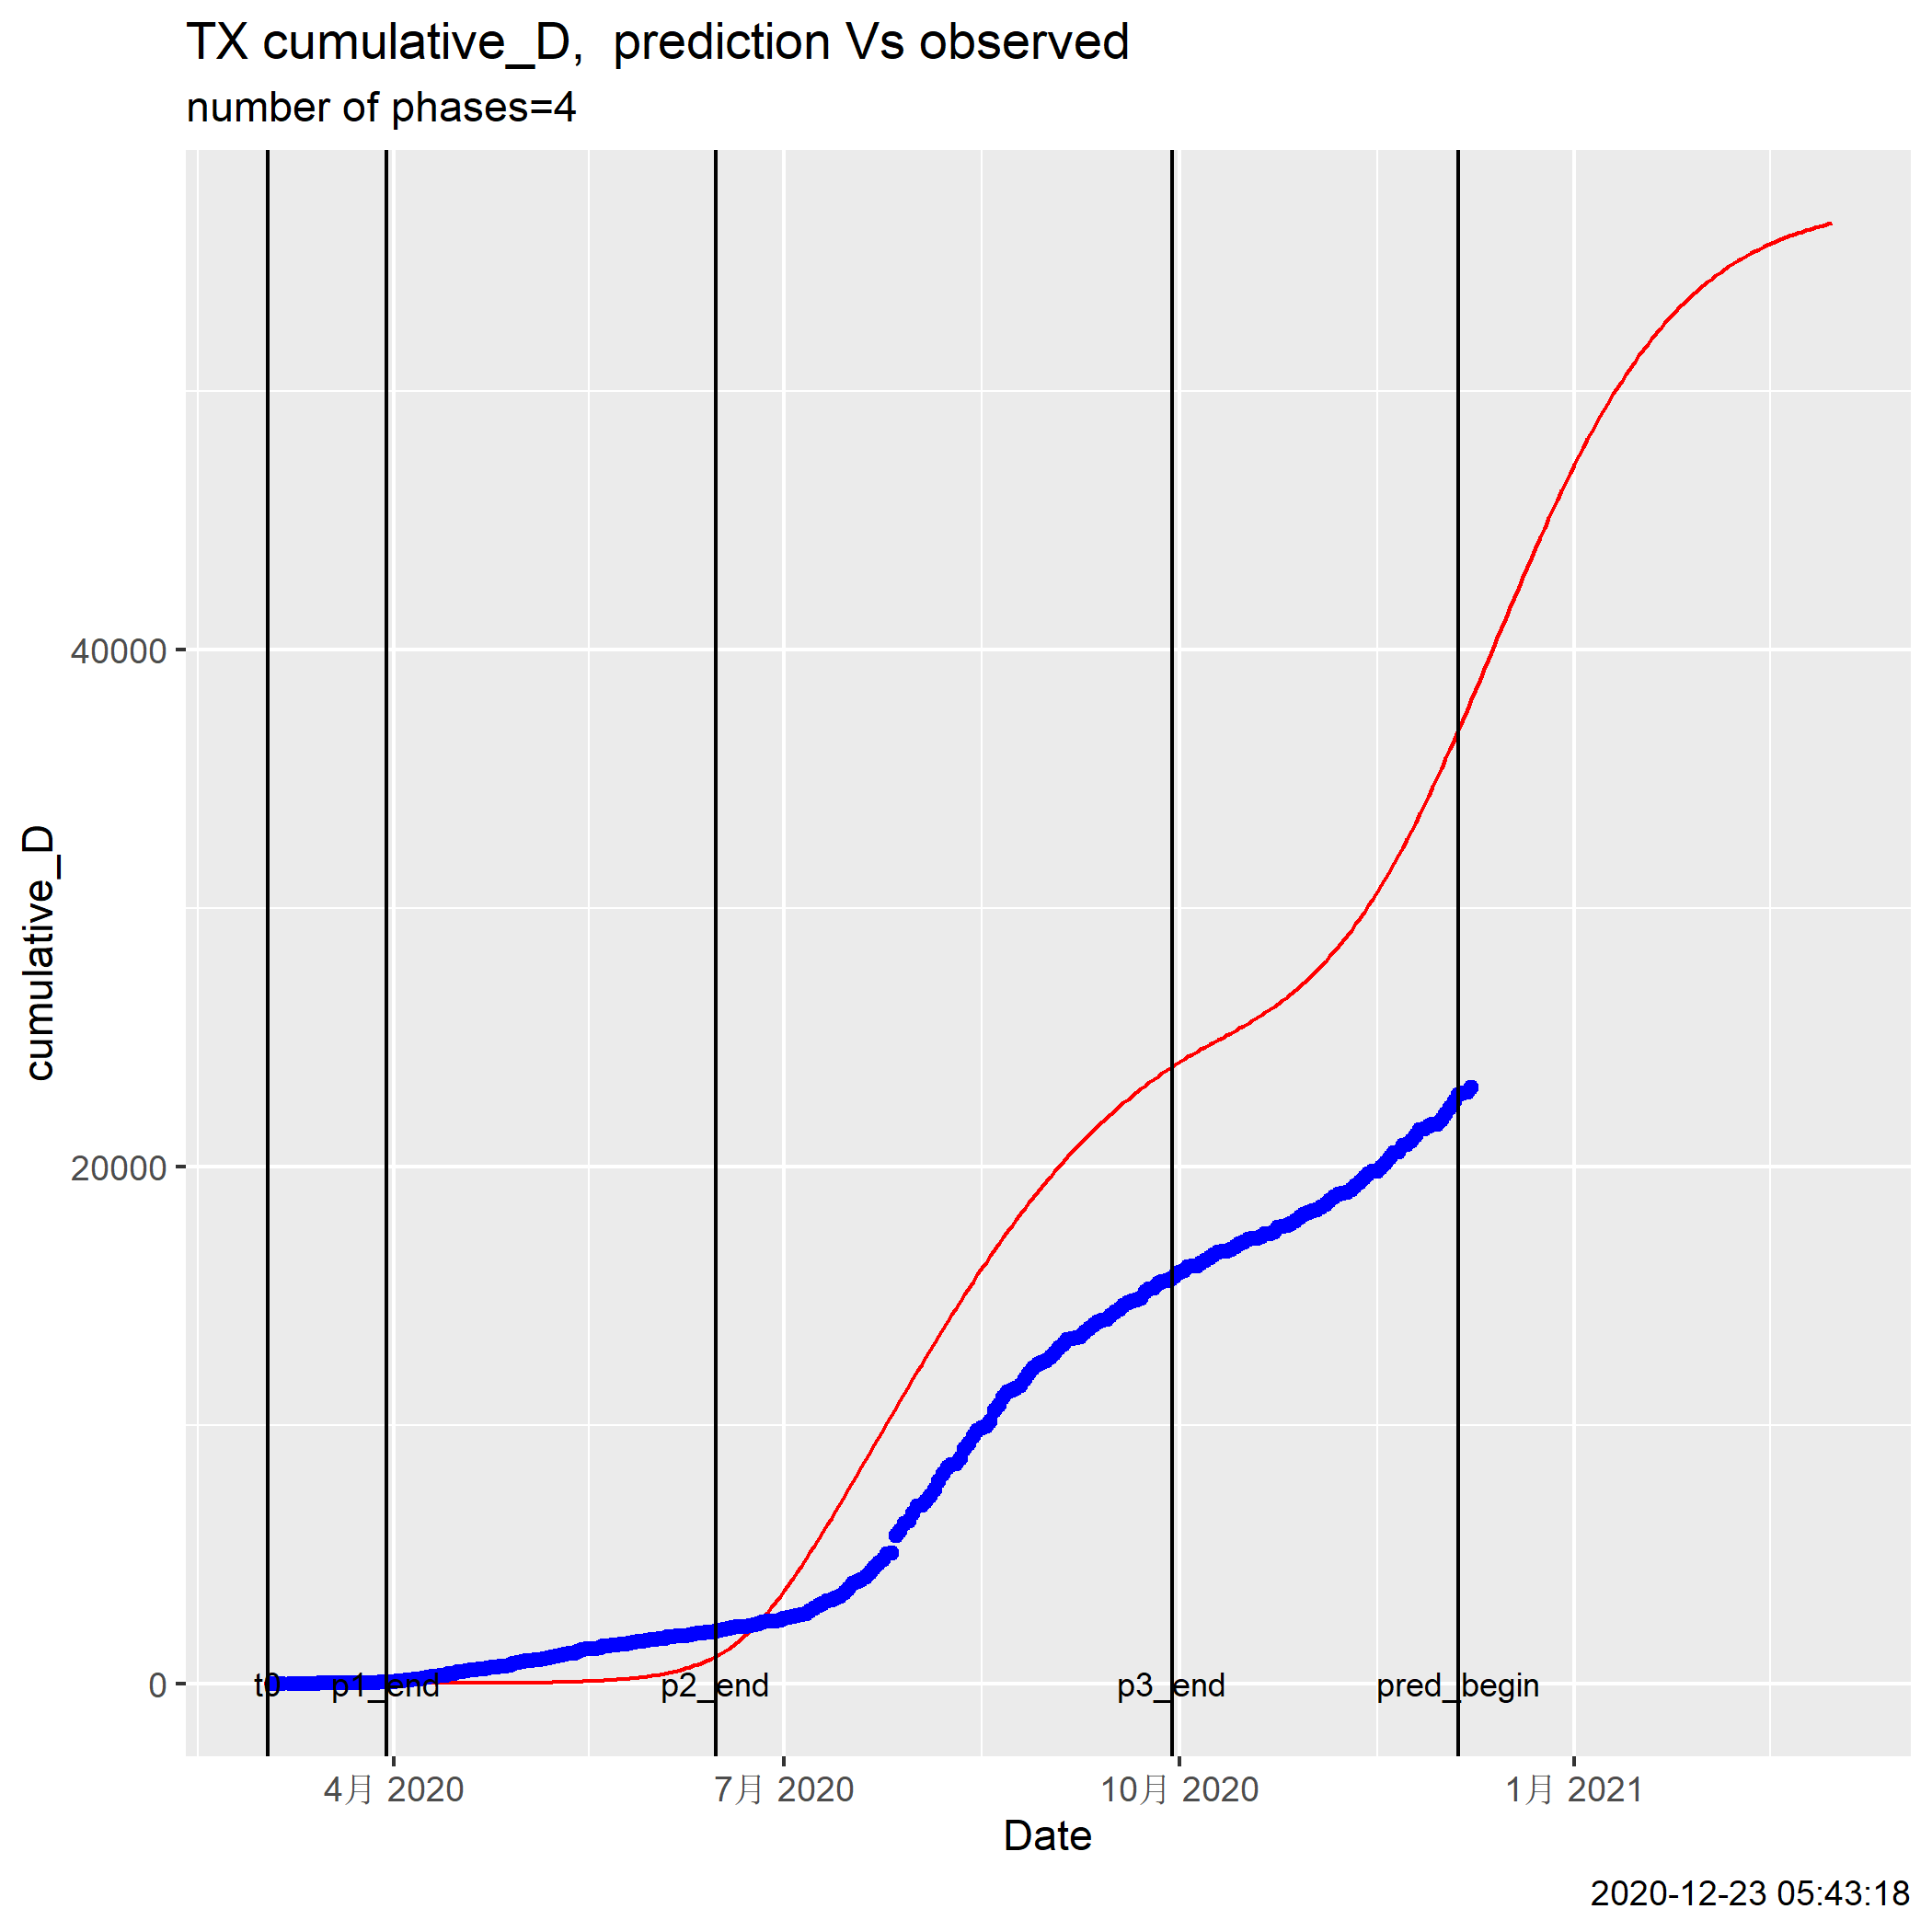 TX cumulative_D,  prediction Vs observed
number of phases=4
cumulative_D
40000
20000
0
t0 p1_end p2_end p3_end pred_begin
4月 2020 7月 2020 10月 2020 1月 2021
Date
2020-12-23 05:43:18